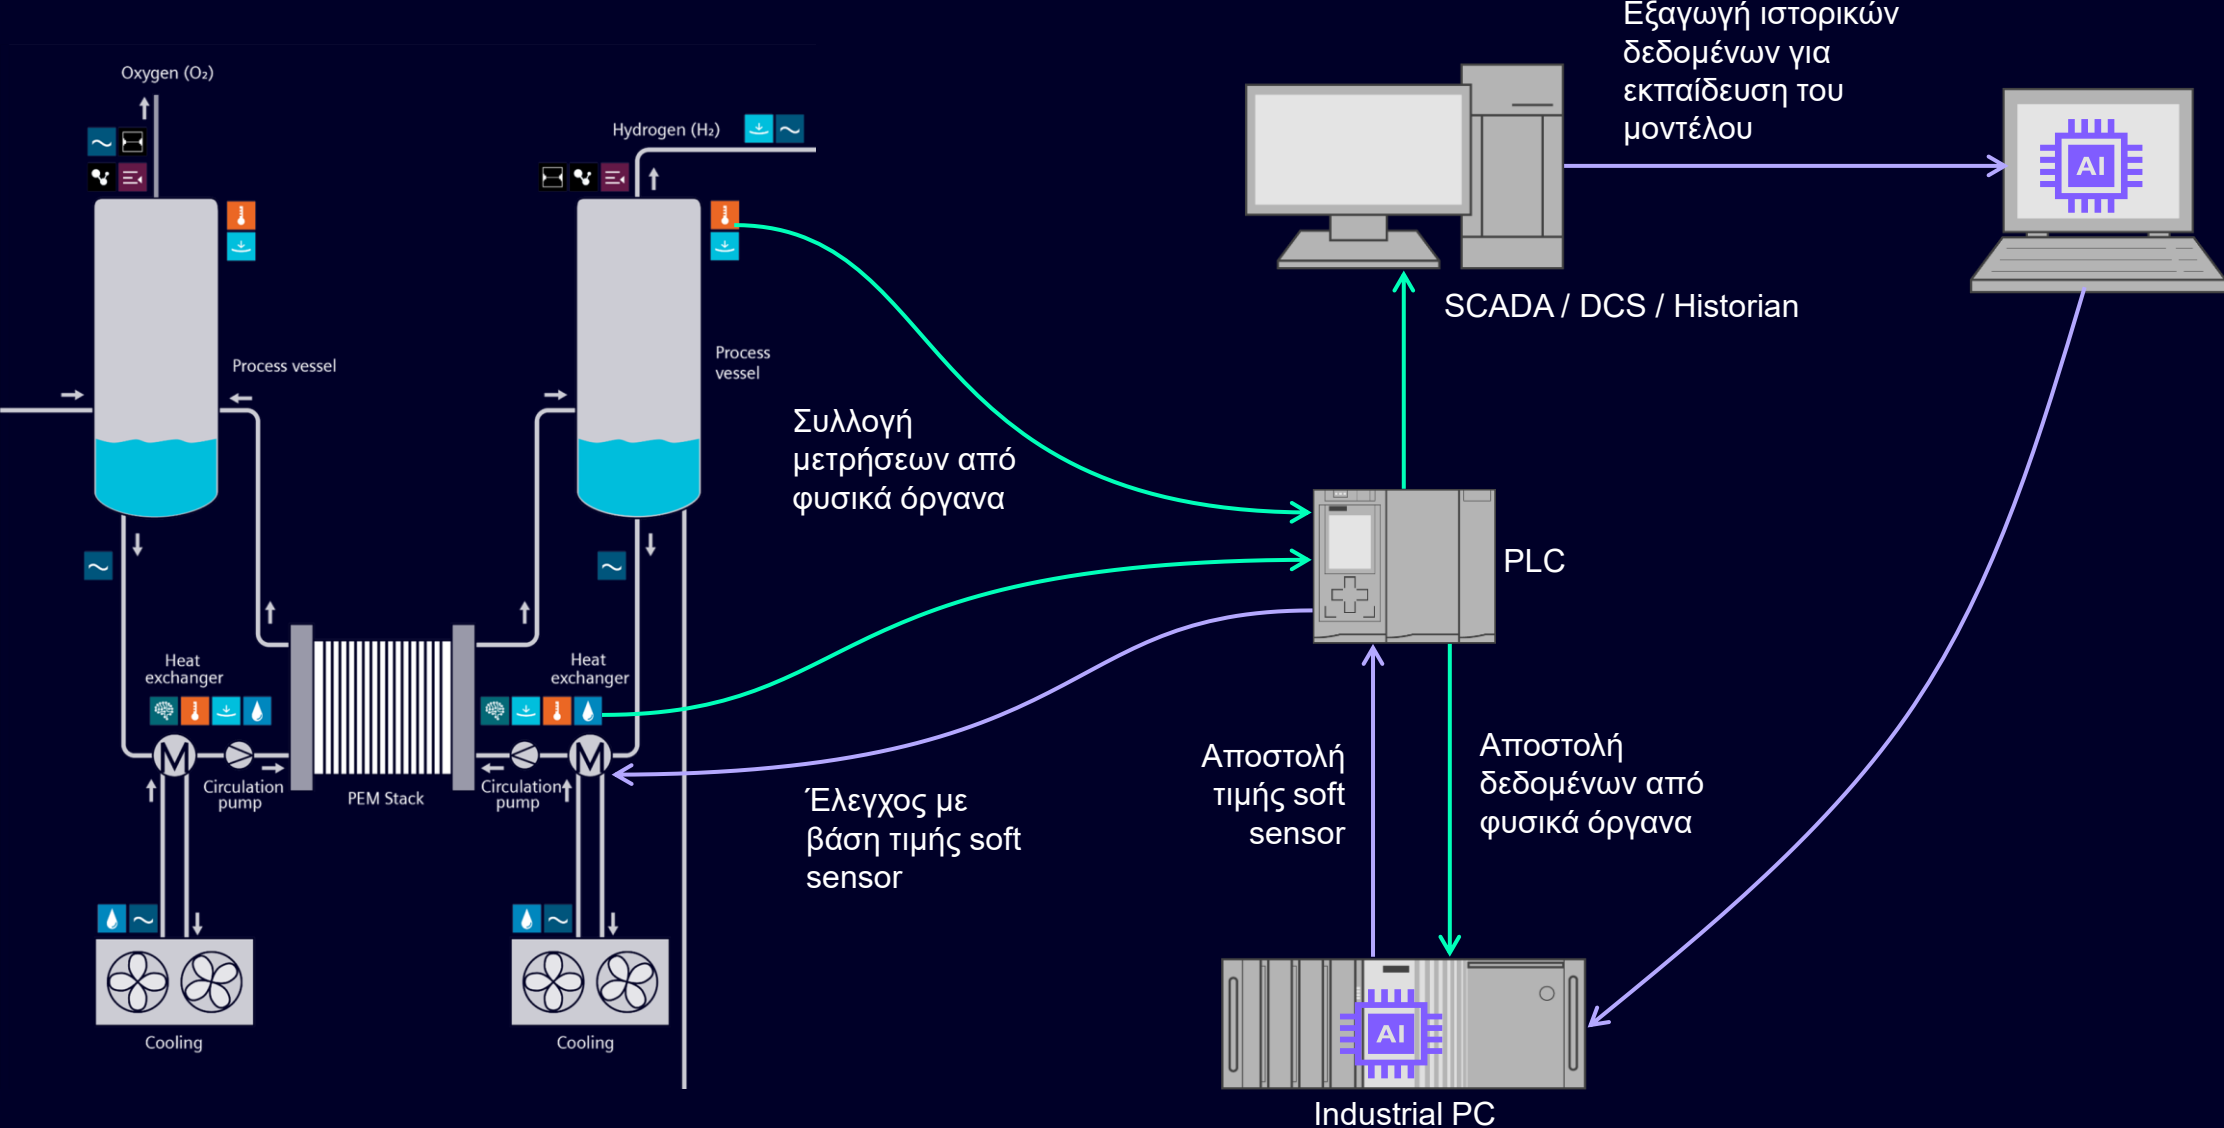 Εξαγωγή ιστορικών
δεδομένων για
εκπαίδευση του
μοντέλου
Oxygen (O₂)
Hydrogen (H₂)
AI
SCADA / DCS / Historian
Process vessel
Process
vessel
Συλλογή
μετρήσεων από
φυσικά όργανα
PLC
Heat
exchanger
Heat
exchanger
M
M
Circulation
pump
PEM Stack
Circulation
pump
Έλεγχος με
βάση τιμής soft
sensor
Αποστολή
τιμής soft
sensor
Αποστολή
δεδομένων από
φυσικά όργανα
AI
Cooling
Cooling
Industrial PC